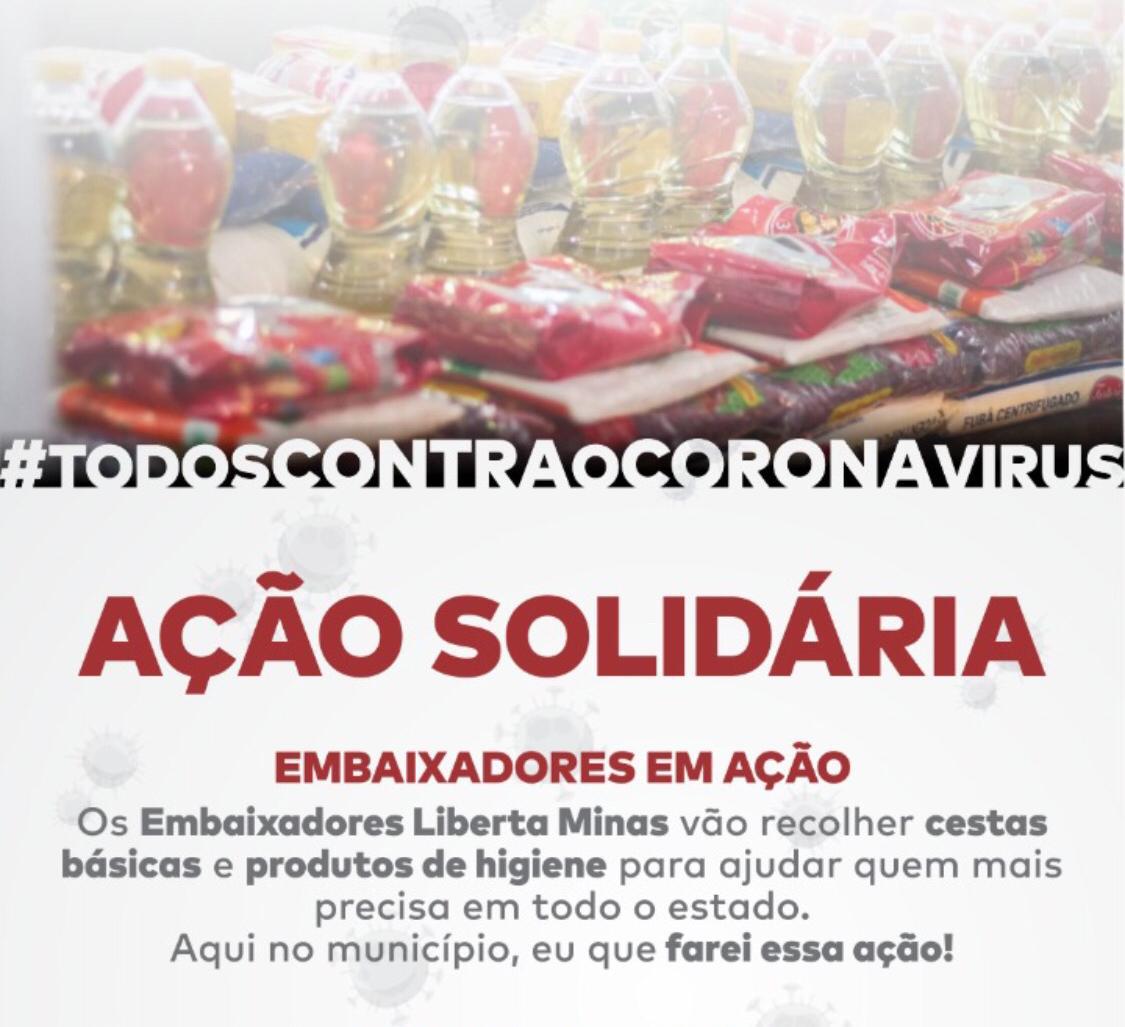 FUBÁ CENTRIFUGADO
#TODOSCONTRAOCORONAVIRUS
AÇÃO SOLIDÁRIA
EMBAIXADORES EM AÇÃO
Os Embaixadores Liberta Minas vão recolher cestas
básicas e produtos de higiene para ajudar quem mais
precisa em todo o estado.
Aqui no município, eu que farei essa ação!